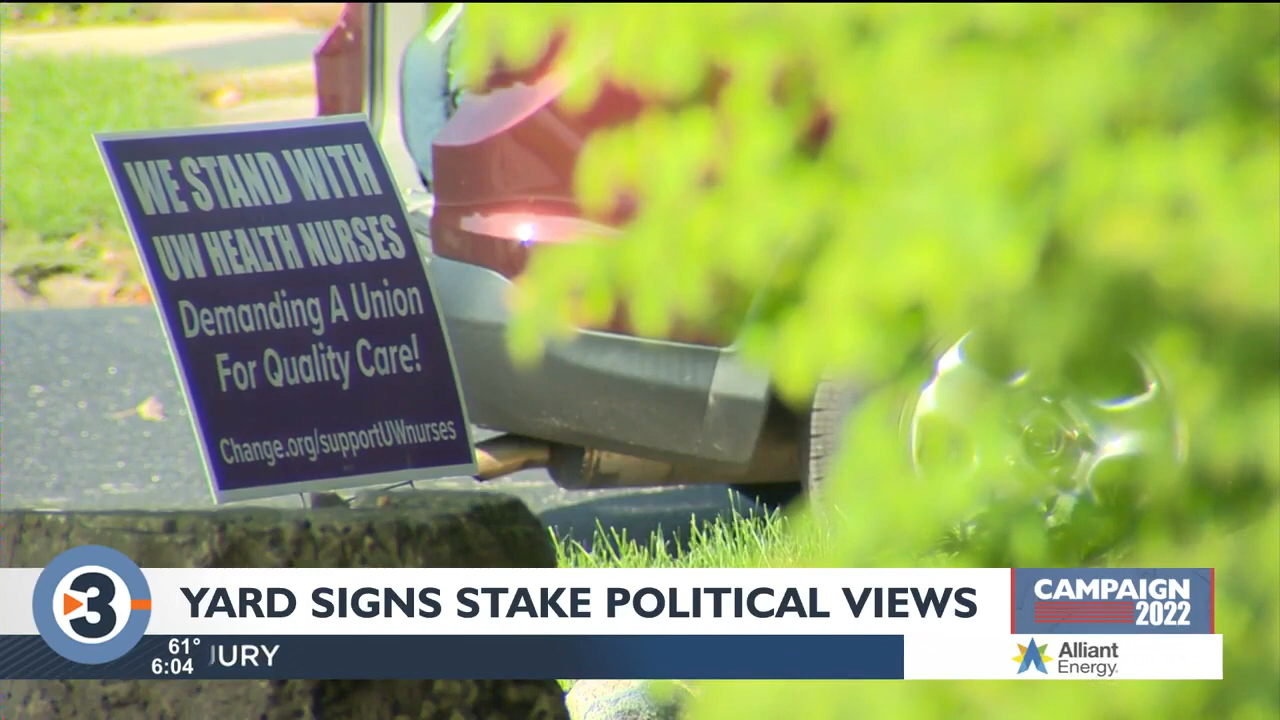 WE STAND WITH
UW HEALTH NURSES
Demanding A Union
For Quality Care!
Change.org/supportUWnurses
3
YARD SIGNS STAKE POLITICAL VIEWS
CAMPAIGN
2022
61°
6:04
JURY
Alliant
Energy